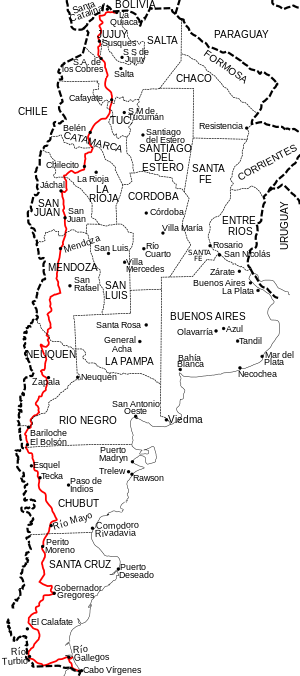 Santa
Catalina
BOLIVIA
La
Quiaca
PARAGUAY
JUJUY
Susques
SALTA
S S de
Jujuy
S.A. de
los Cobres
FORMOSA
Salta
CHACO
CHILE
Cafayate
S.M de
Tucumán
TUC
Belén
Resistencia
CATAMARCA
Santiago
del Estero
SANTIAGO
DEL
ESTERO
CORRIENTES
Chilecito
SANTA
FE
La Rioja
Jáchal
LA
RIOJA
CORDOBA
SAN
JUAN
San
Juan
Córdoba
URUGUAY
ENTRE
RIOS
Villa María
Mendoza
San Luis
Río
Cuarto
Rosario
SANTA
FE
San Nicolás
MENDOZA
Villa
Mercedes
Zárate
San
Rafael
SAN
LUIS
Buenos Aires
La Plata
BUENOS AIRES
Santa Rosa
Olavarría
Azul
General
Acha
Tandil
NEUQUEN
LA PAMPA
Bahía
Blanca
Mar del
Plata
Necochea
Zapala
Neuquen
San Antonio
Oeste
RIO NEGRO
Viedma
Bariloche
El Bolsón
Puerto
Madryn
Esquel
Tecka
Trelew
Rawson
Paso de
Indios
CHUBUT
Río Mayo
Comodoro
Rivadavia
Perito
Moreno
SANTA CRUZ
Puerto
Deseado
Gobernador
Gregores
El Calafate
Río
Turbio
Río
Gallegos
Cabo Vírgenes